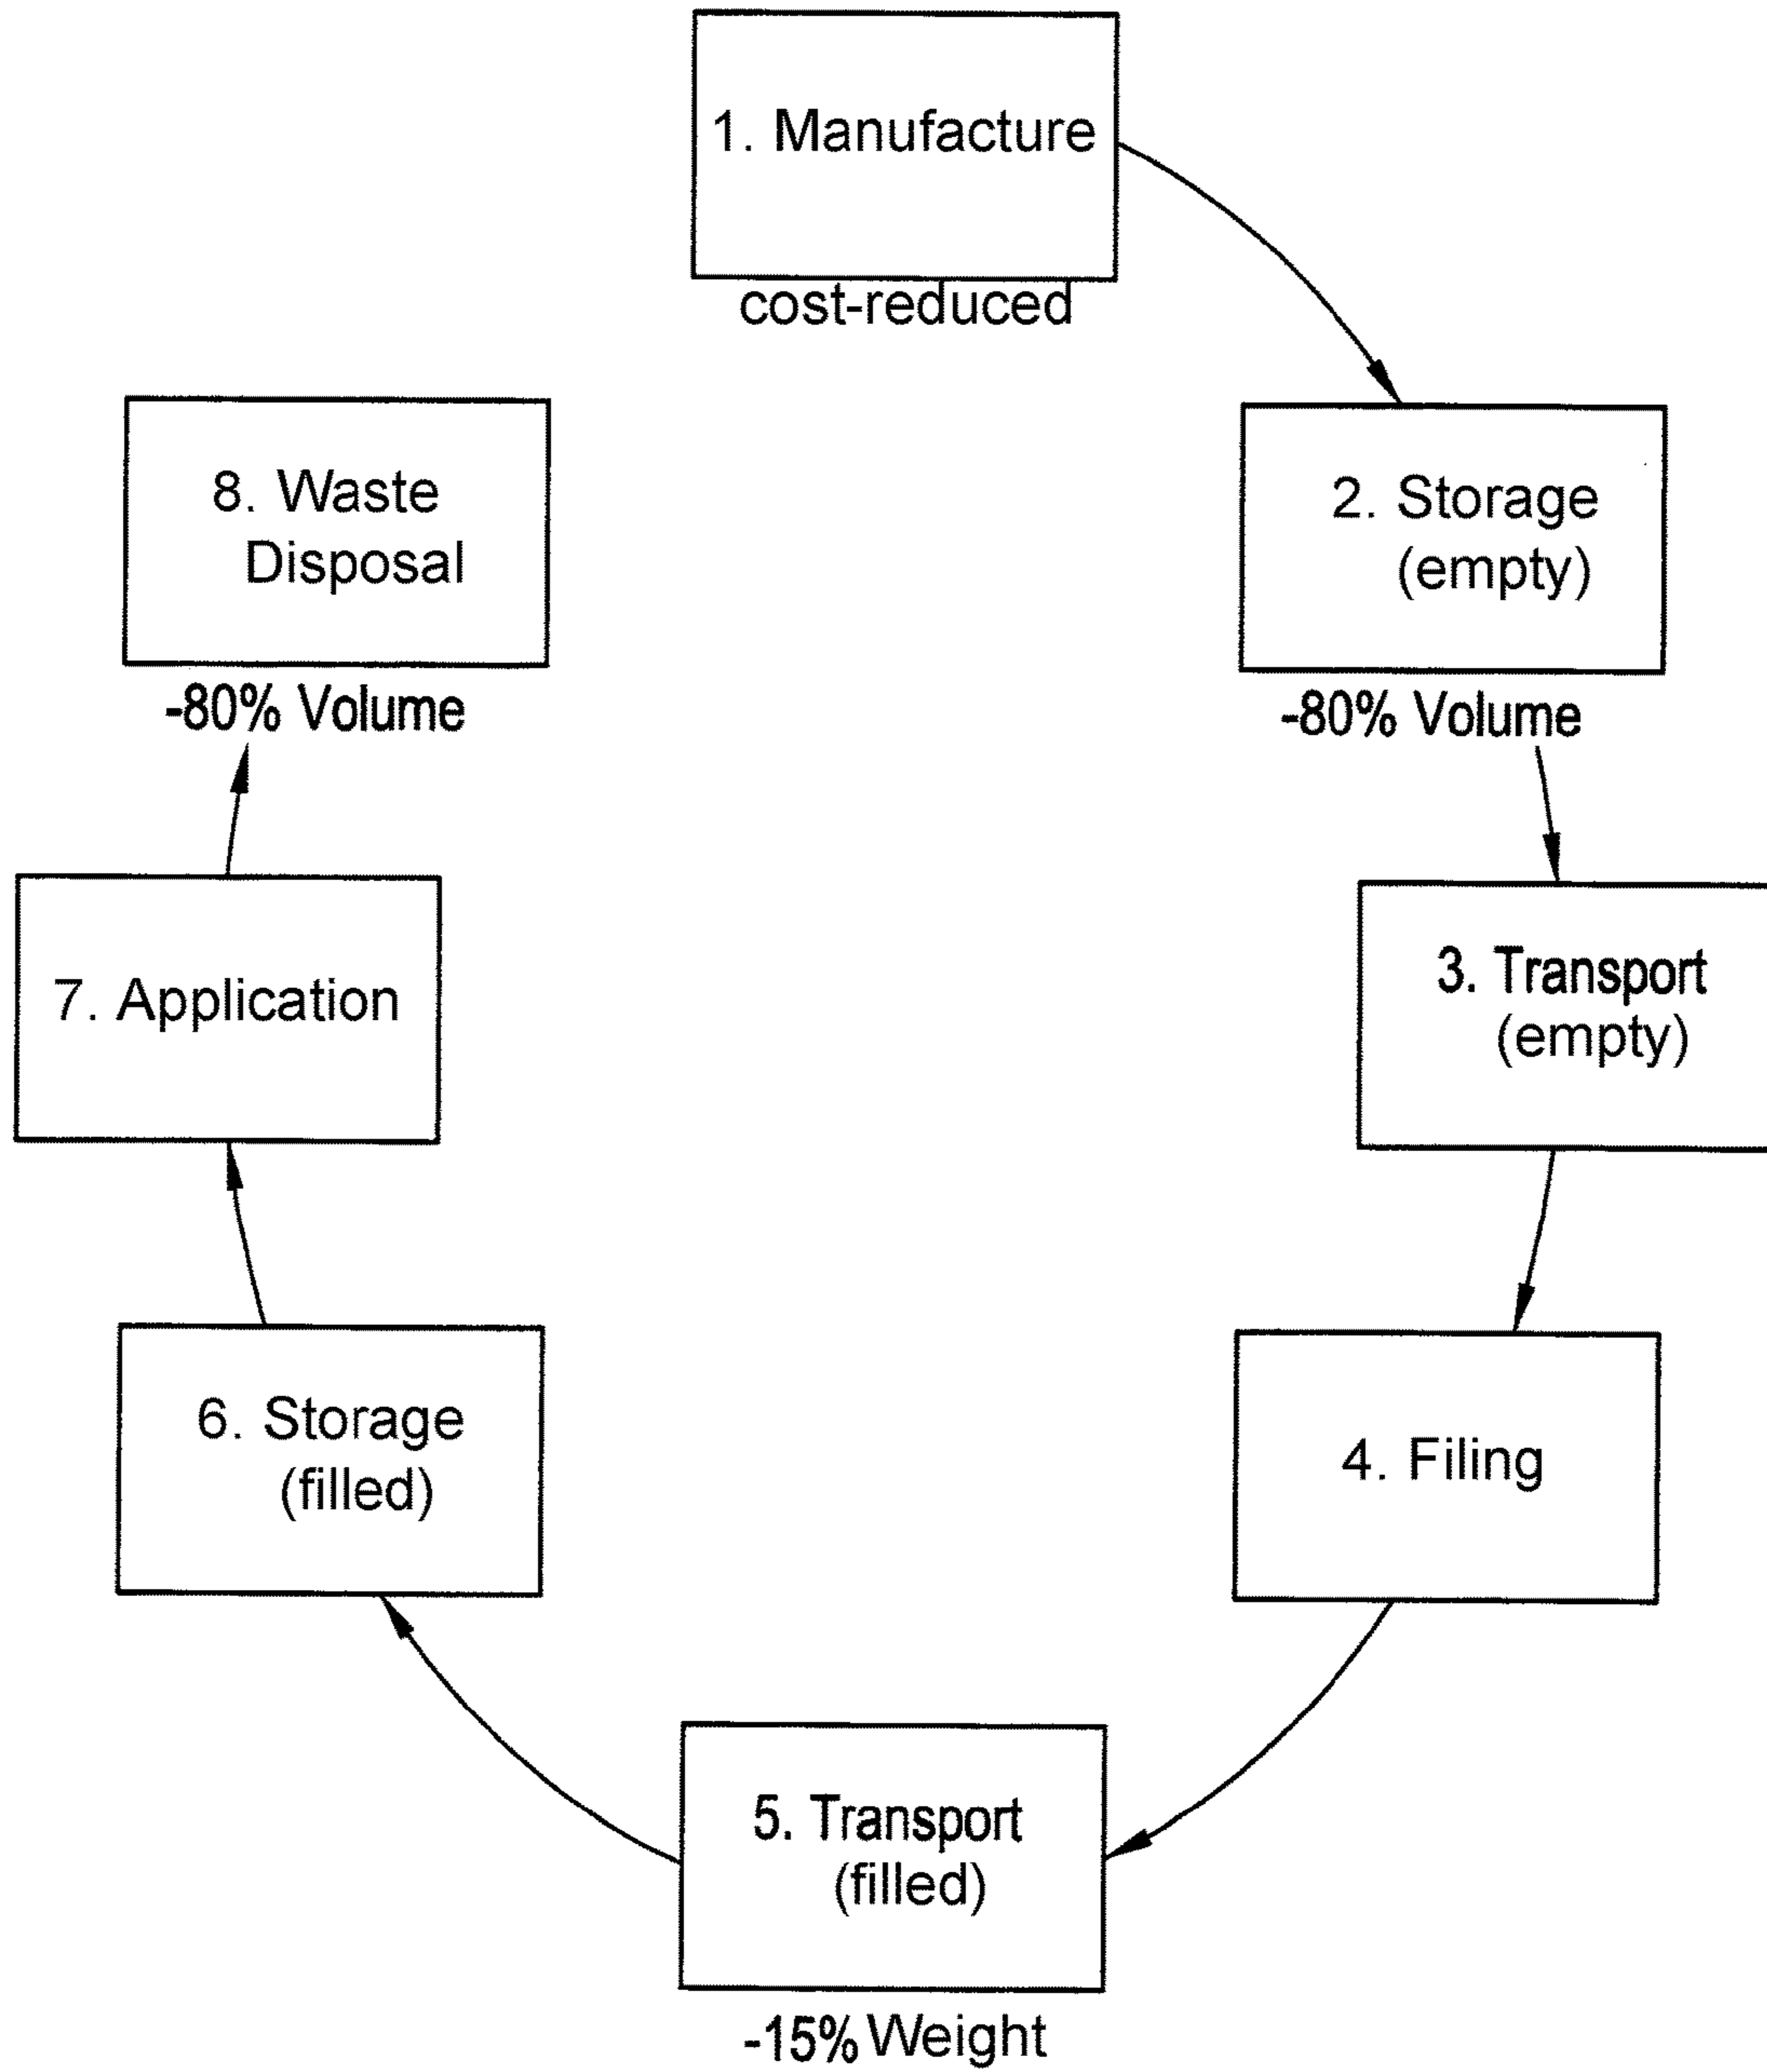 1. Manufacture
cost-reduced
2. Storage
(empty)
-80% Volume
3. Transport
(empty)
4. Filing
5. Transport
(filled)
-15% Weight
6. Storage
(filled)
7. Application
8. Waste
Disposal
-80% Volume